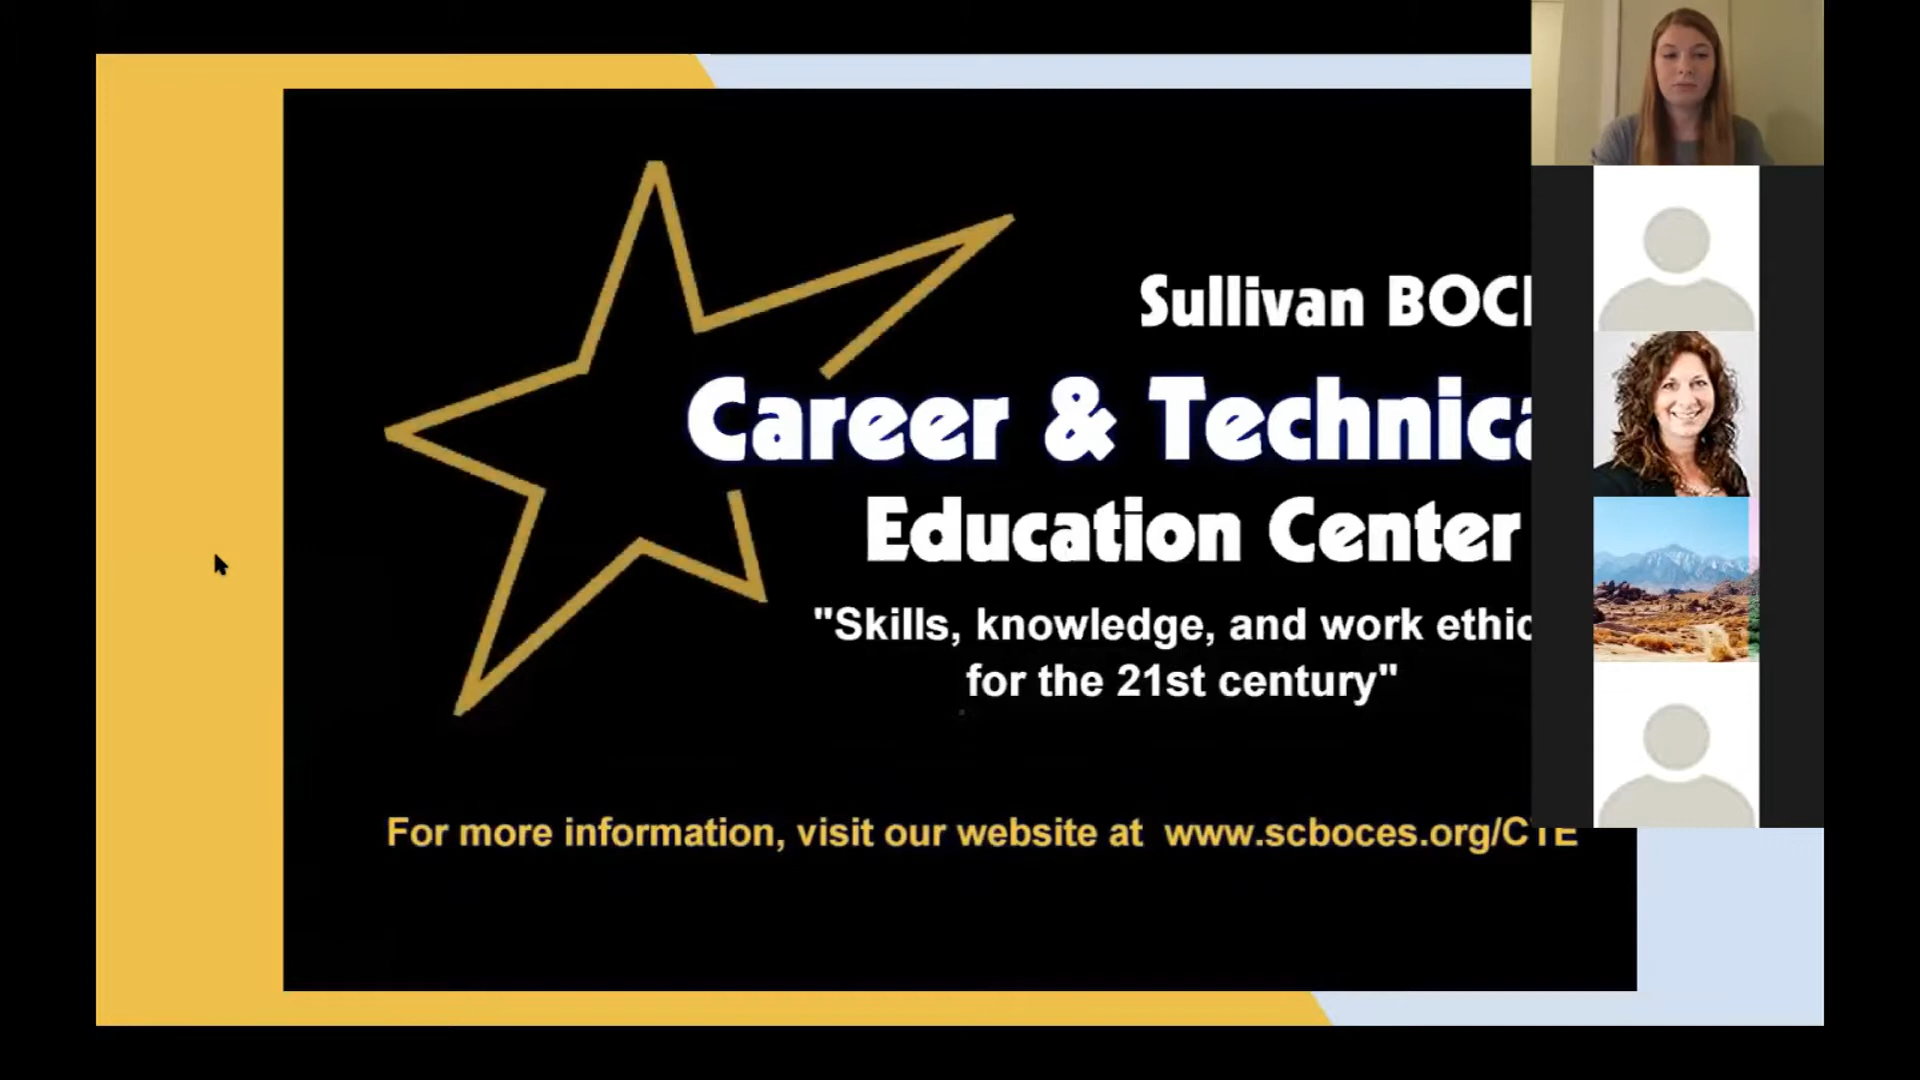 Sullivan BOC
Career & Technica
Education Center
"Skills, knowledge, and work ethic
for the 21st century"
For more information, visit our website at www.scboces.org/CTE